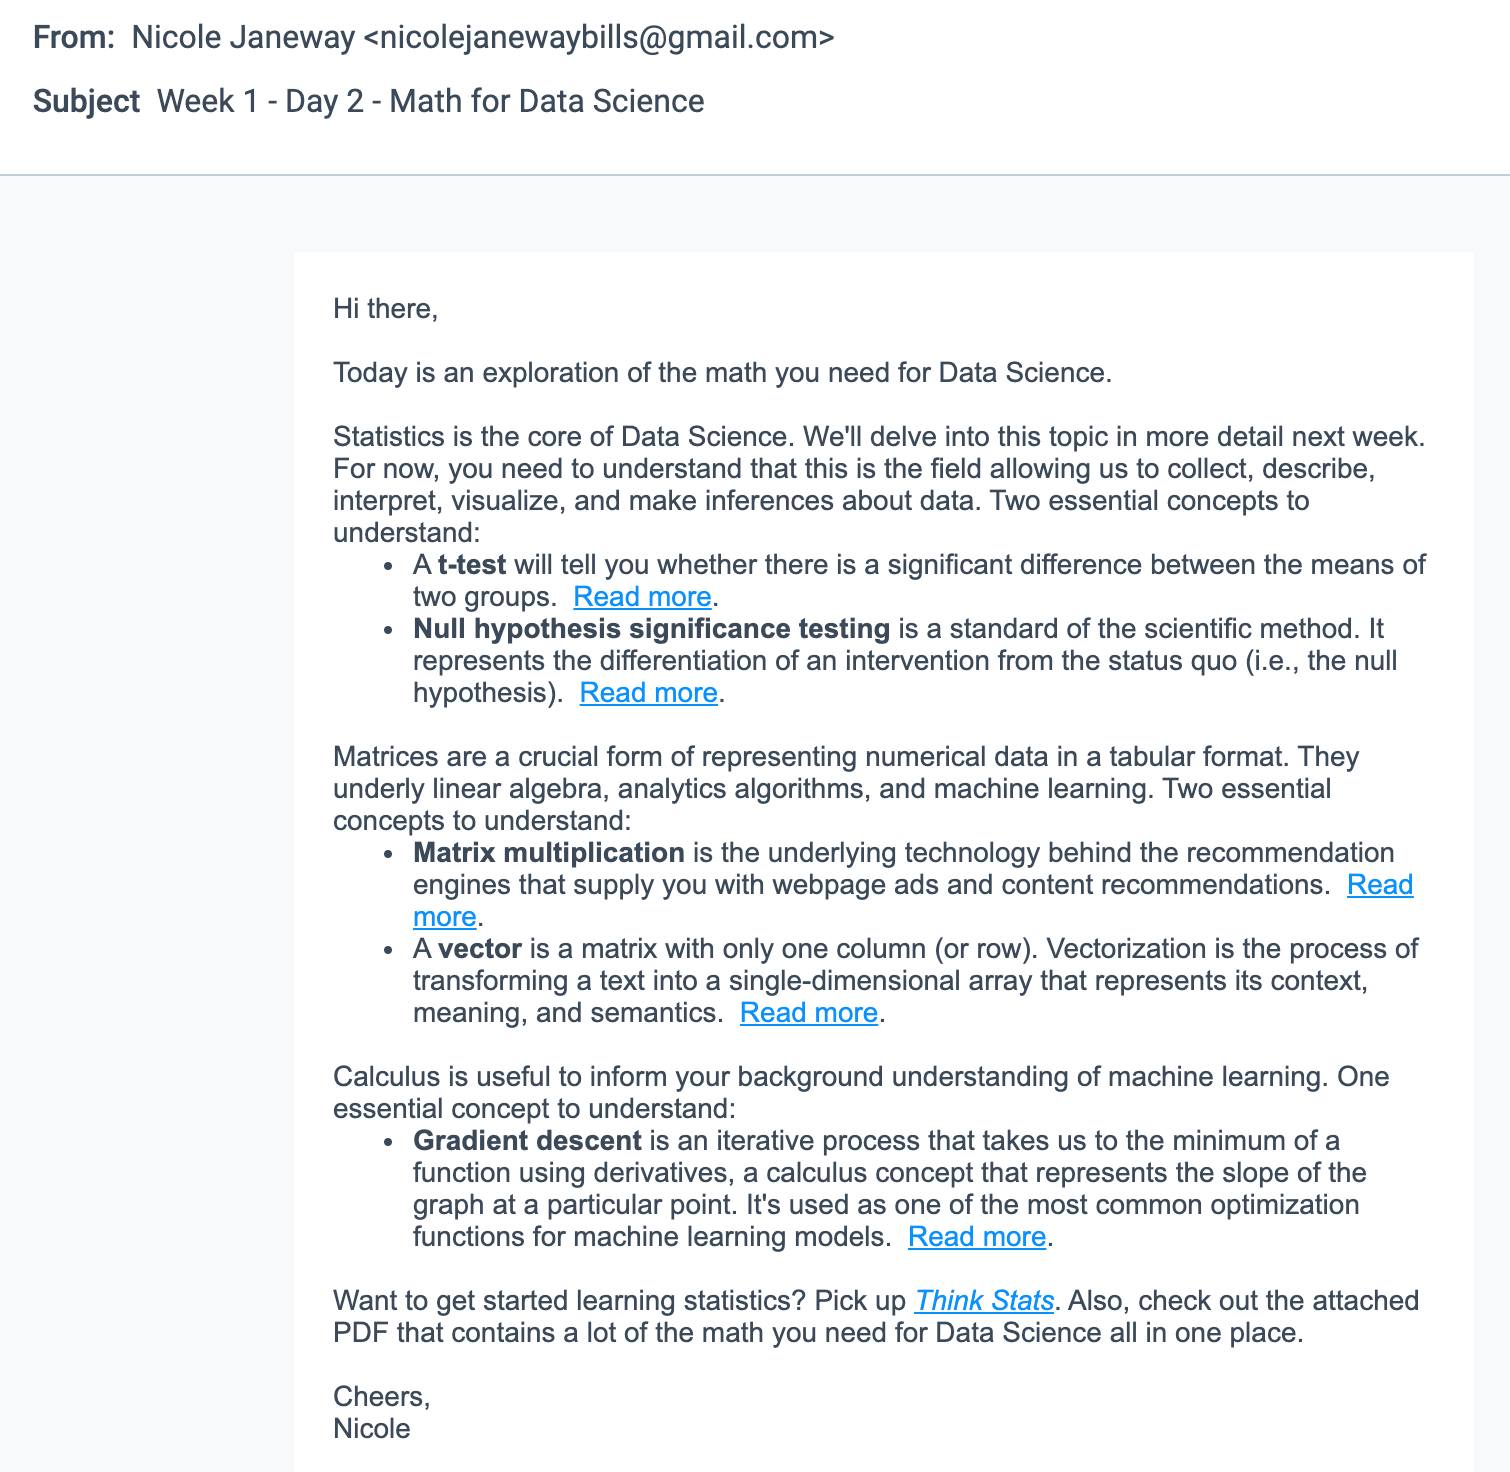 From: Nicole Janeway <nicolejanewaybills@gmail.com>
Subject Week 1 - Day 2 - Math for Data Science
Hi there,
Today is an exploration of the math you need for Data Science.
Statistics is the core of Data Science. We'll delve into this topic in more detail next week.
For now, you need to understand that this is the field allowing us to collect, describe,
interpret, visualize, and make inferences about data. Two essential concepts to
understand:
• A t-test will tell you whether there is a significant difference between the means of
two groups.  Read more.
• Null hypothesis significance testing is a standard of the scientific method. It
represents the differentiation of an intervention from the status quo (i.e., the null
hypothesis).  Read more.
Matrices are a crucial form of representing numerical data in a tabular format. They
underly linear algebra, analytics algorithms, and machine learning. Two essential
concepts to understand:
• Matrix multiplication is the underlying technology behind the recommendation
engines that supply you with webpage ads and content recommendations.  Read
more.
• A vector is a matrix with only one column (or row). Vectorization is the process of
transforming a text into a single-dimensional array that represents its context,
meaning, and semantics.  Read more.
Calculus is useful to inform your background understanding of machine learning. One
essential concept to understand:
• Gradient descent is an iterative process that takes us to the minimum of a
function using derivatives, a calculus concept that represents the slope of the
graph at a particular point. It's used as one of the most common optimization
functions for machine learning models.  Read more.
Want to get started learning statistics? Pick up Think Stats. Also, check out the attached
PDF that contains a lot of the math you need for Data Science all in one place.
Cheers,
Nicole